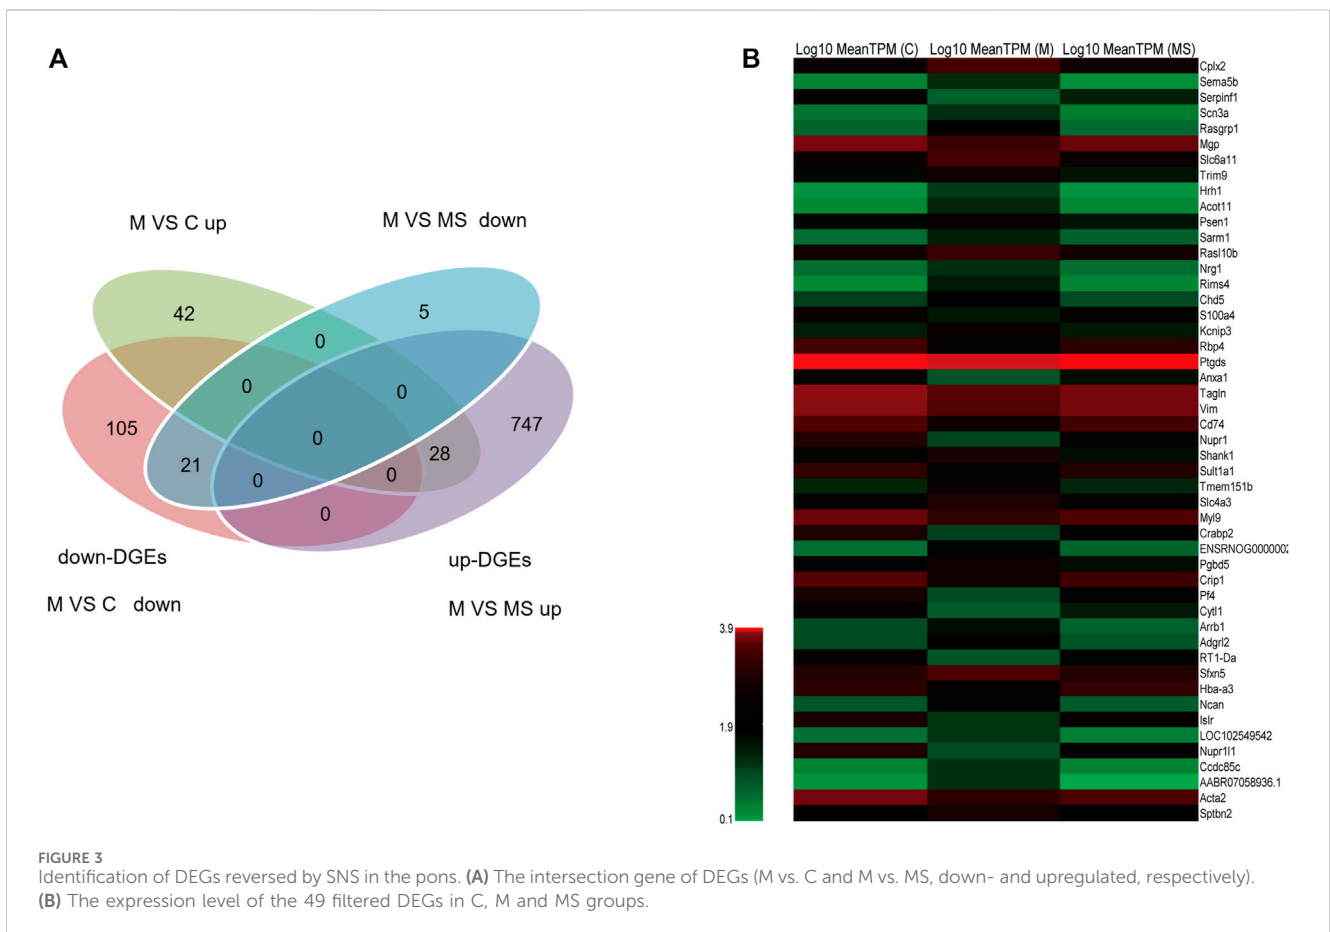 A
M VS C up
M VS MS down
42
5
0
0
0
105
0
747
21
28
0
0
0
down-DGEs
up-DGEs
M VS C down
M VS MS up
B
Log10 MeanTPM (C) Log10 MeanTPM (M) Log10 MeanTPM (MS)
Cplx2
Sema5b
Serpinf1
Scn3a
Rasgrp1
Mgp
Slc6a11
Trim9
Hrh1
Acot11
Psen1
Sarm1
Rasl10b
Nrg1
Rims4
Chd5
S100a4
Kcnip3
Rbp4
Ptgds
Anxa1
Tagln
Vim
Cd74
Nupr1
Shank1
Sult1a1
Tmem151b
Slc4a3
Myl9
Crabp2
ENSRNOG0000002
Pgbd5
Crip1
Pf4
Cytl1
Arrb1
Adgrl2
RT1-Da
Sfxn5
Hba-a3
Ncan
Islr
LOC102549542
Nupr1l1
Ccdc85c
AABR07058936.1
Acta2
Sptbn2
3.9
1.9
0.1
FIGURE 3
Identification of DEGs reversed by SNS in the pons. (A) The intersection gene of DEGs (M vs. C and M vs. MS, down- and upregulated, respectively).
(B) The expression level of the 49 filtered DEGs in C, M and MS groups.